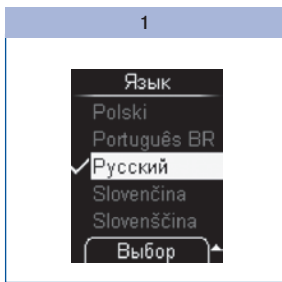 1
Язык
Polski
Português BR
Русский
Slovenčina
Slovenščina
Выбор